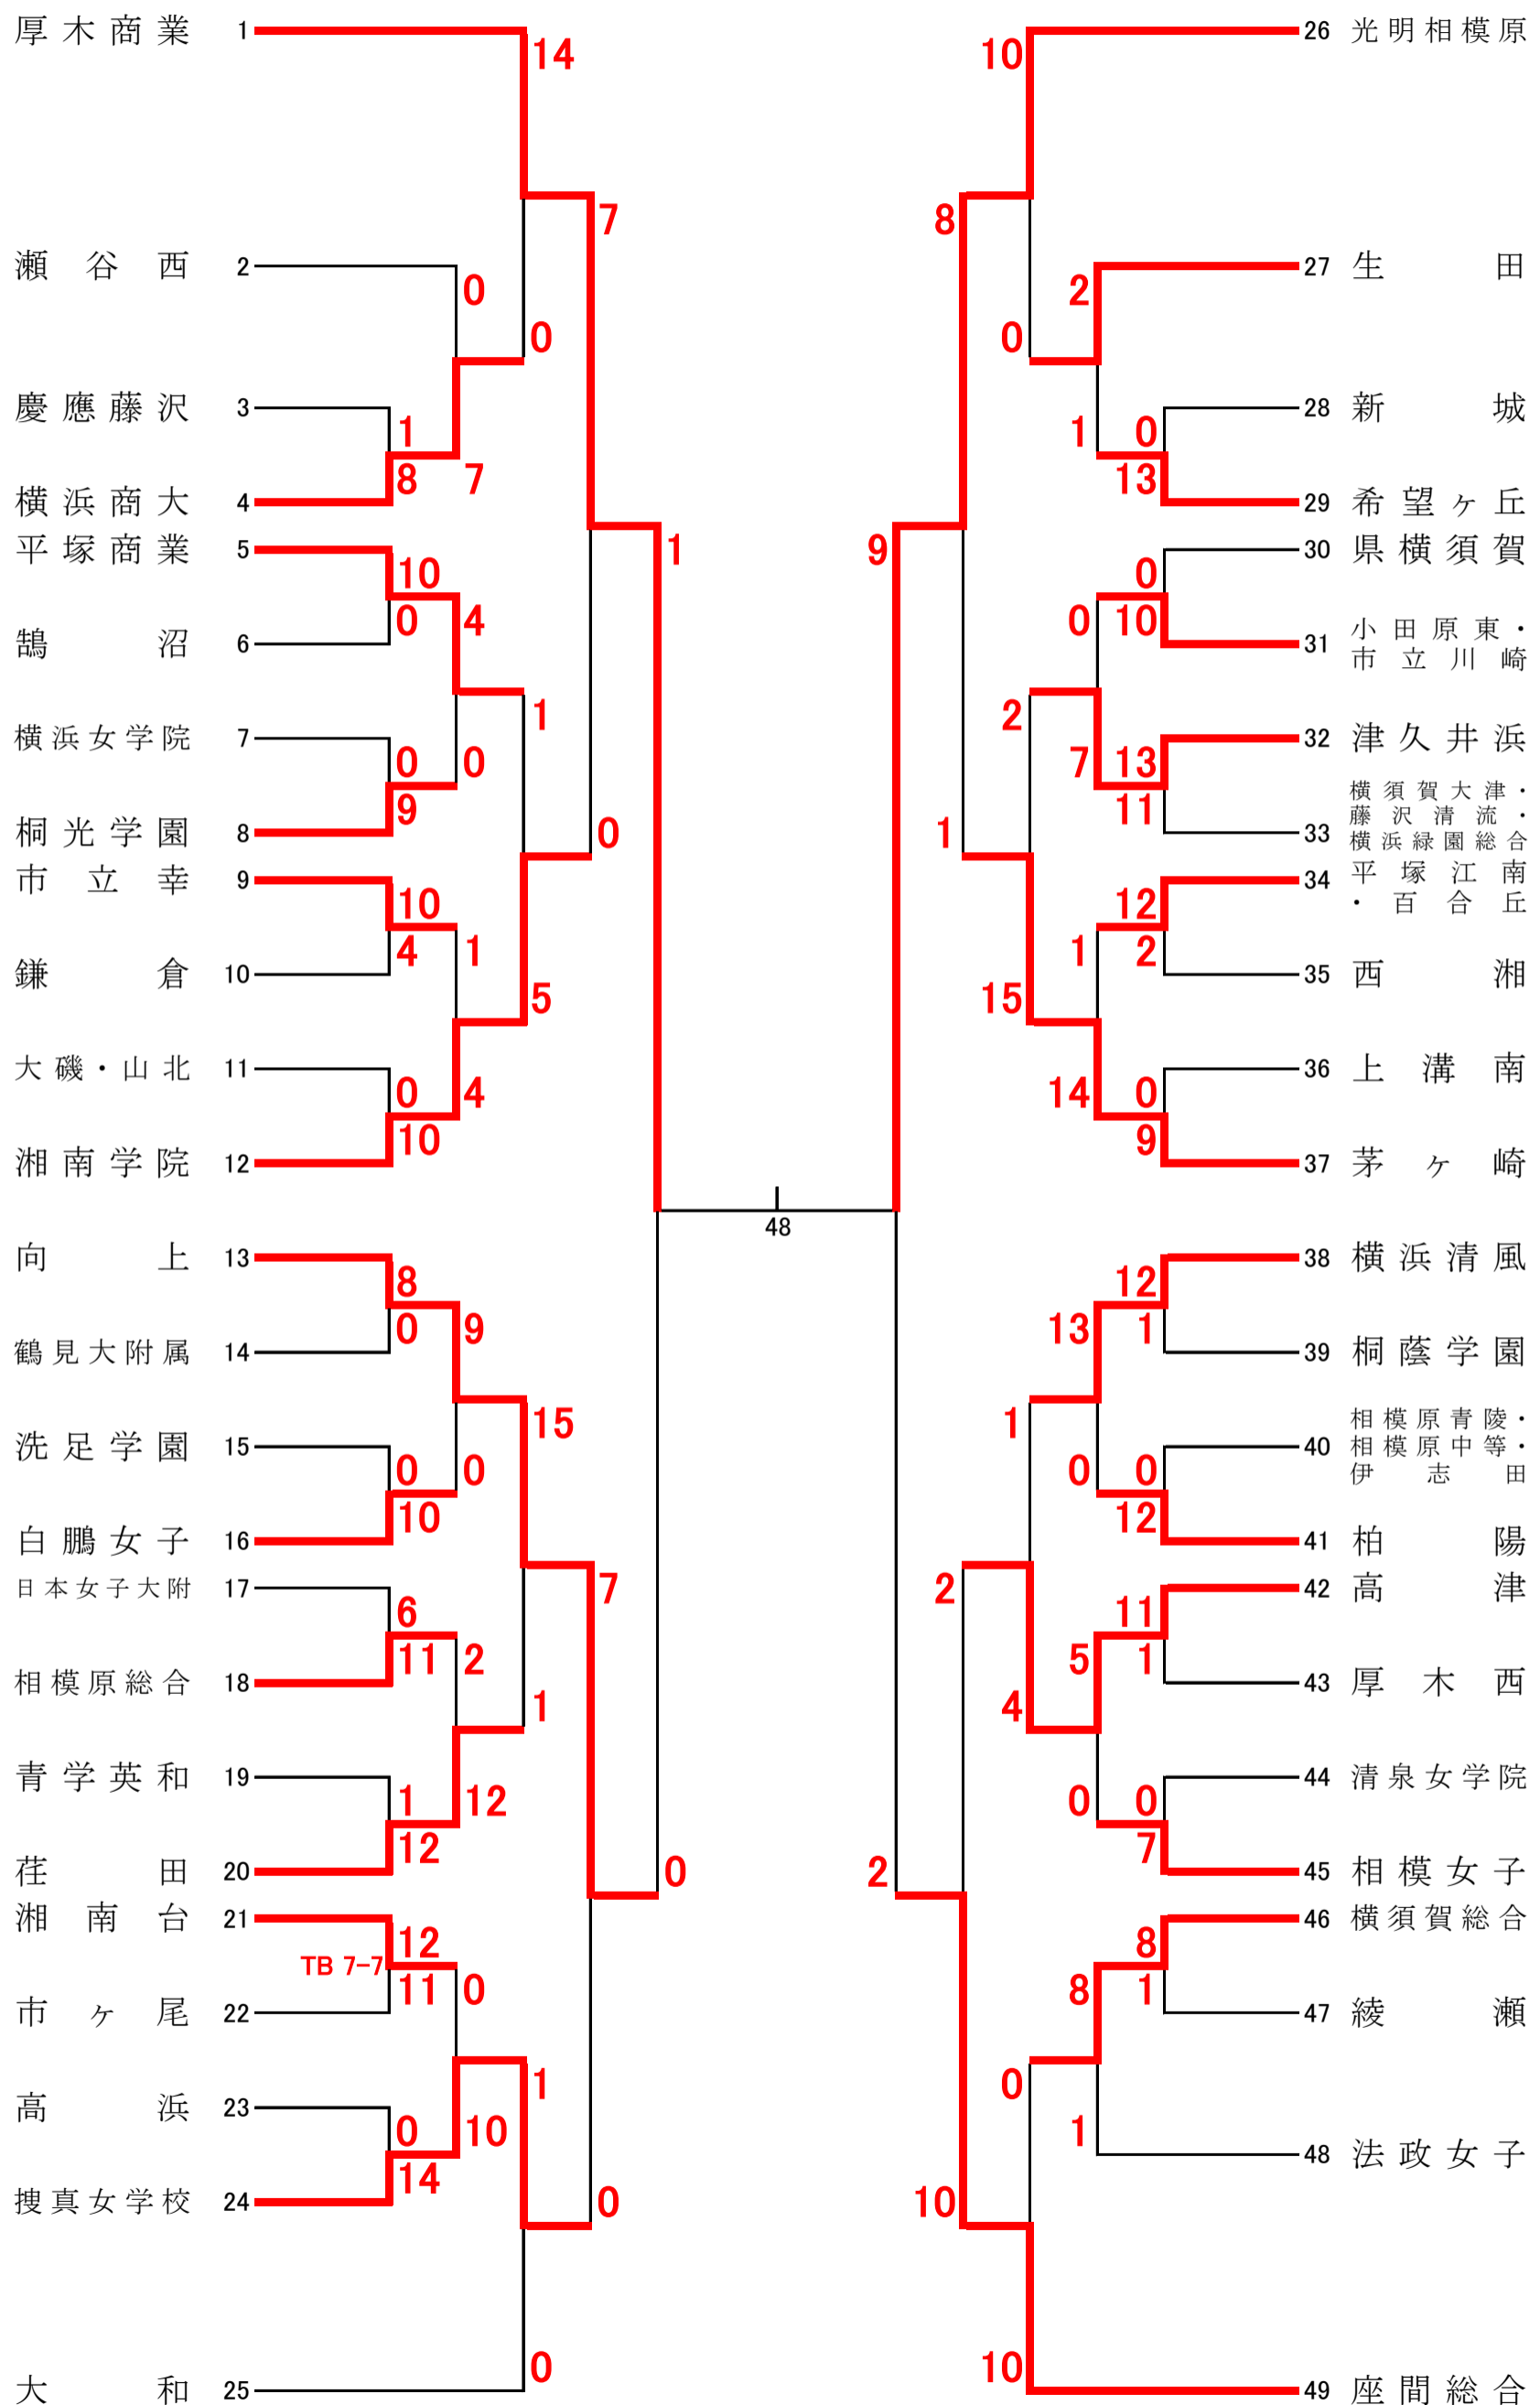 厚木商業 1
14
瀬谷西 2
0
7
0
慶應藤沢 3
1
8
7
横浜商大 4
平塚商業 5
10
0
4
1
鵠沼 6
1
横浜女学院 7
0
0
9
0
桐光学園 8
市立幸 9
10
4
1
鎌倉 10
5
大磯・山北 11
0
4
10
湘南学院 12
向上 13
8
0
9
鶴見大附属 14
15
洗足学園 15
0
0
10
白鵬女子 16
日本女子大附 17
6
11
2
7
相模原総合 18
1
青学英和 19
1
12
12
荏田 20
0
湘南台 21
12
TB 7-7
11
0
市ヶ尾 22
高浜 23
1
0
10
14
捜真女学校 24
0
0
大和 25
48
26 光明相模原
10
8
27 生田
2
0
28 新城
1
0
13
29 希望ヶ丘
9
30 県横須賀
0
0
10
31 小田原東・
市立川崎
2
32 津久井浜
7
13
11
33 横須賀大津・
藤沢清流・
横浜緑園総合
1
34 平塚江南
・百合丘
12
1
2
35 西湘
15
36 上溝南
14
0
9
37 茅ヶ崎
38 横浜清風
12
13
1
39 桐蔭学園
1
40 相模原青陵・
相模原中等・
伊志田
0
0
12
41 柏陽
42 高津
2
11
5
1
43 厚木西
4
44 清泉女学院
0
0
7
45 相模女子
2
46 横須賀総合
8
8
1
47 綾瀬
0
1
48 法政女子
10
10
49 座間総合